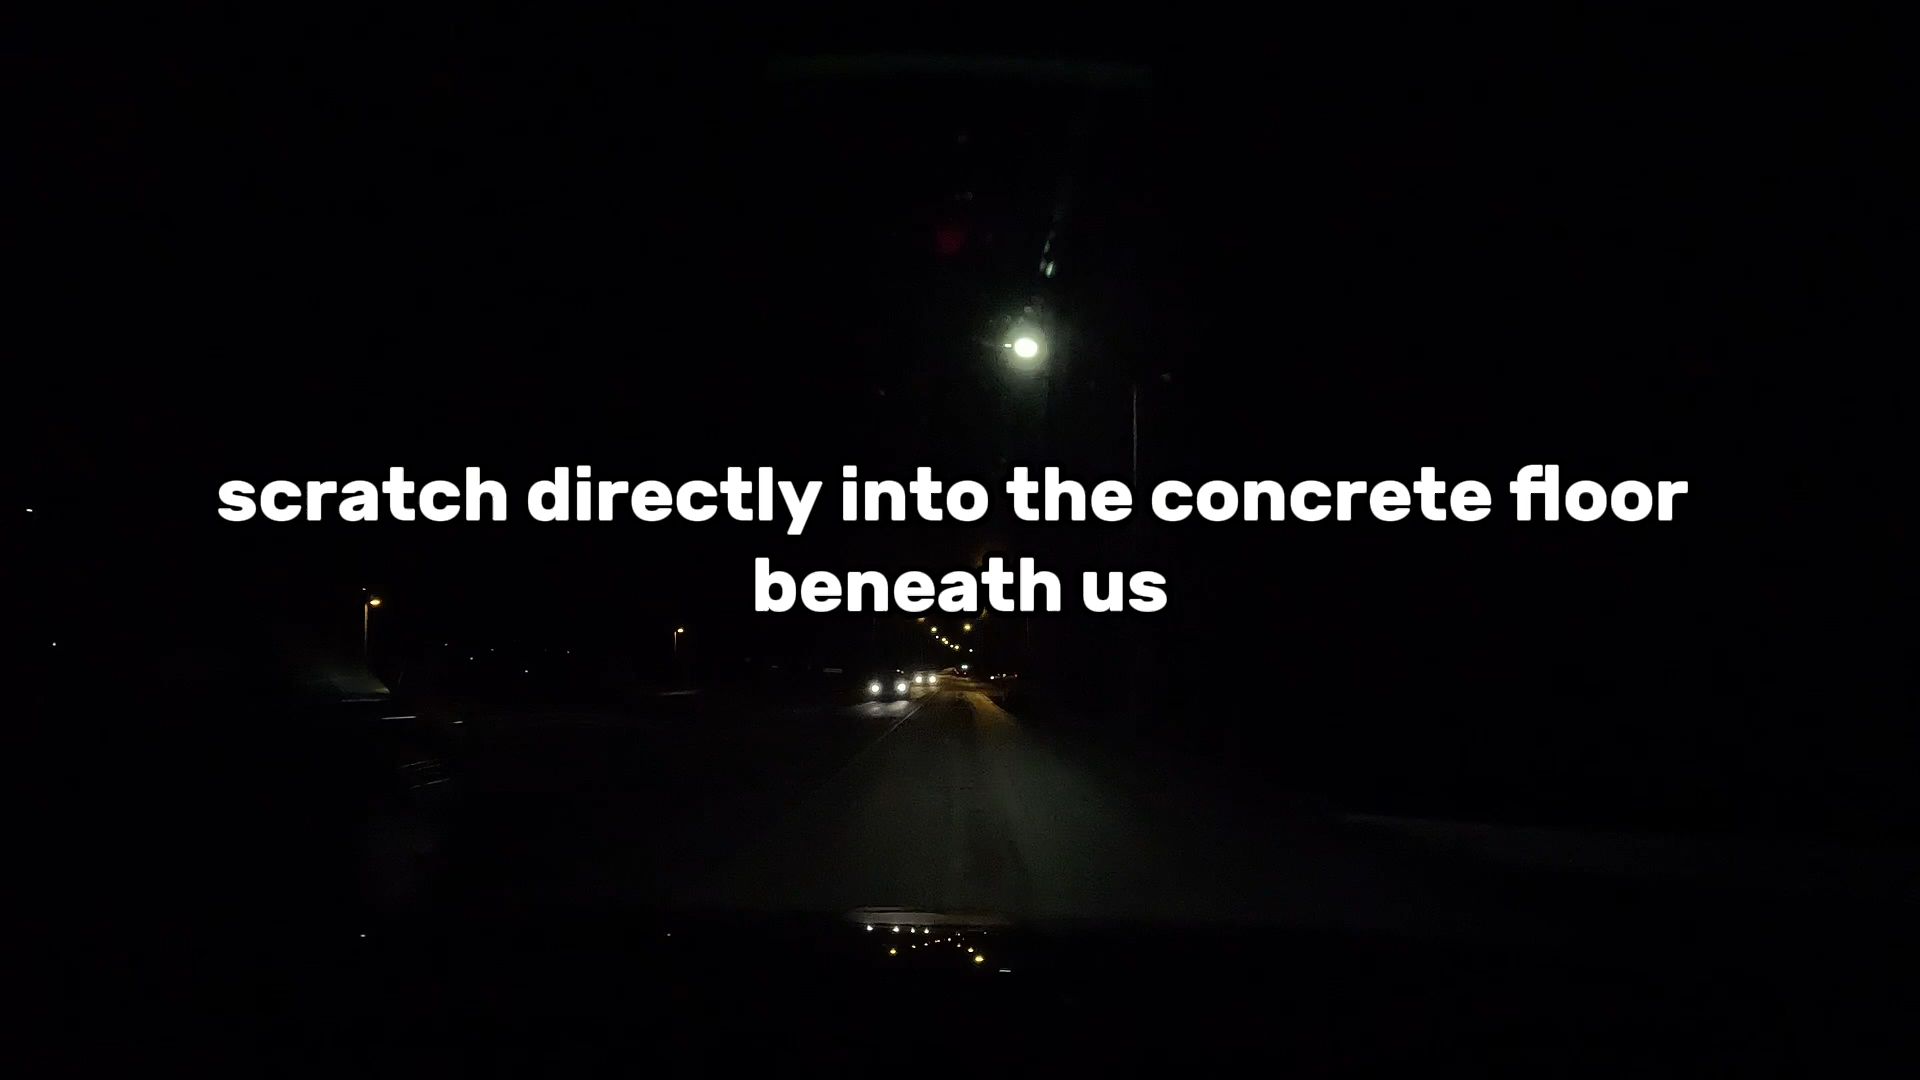 scratch directly into the concrete floor
beneath us